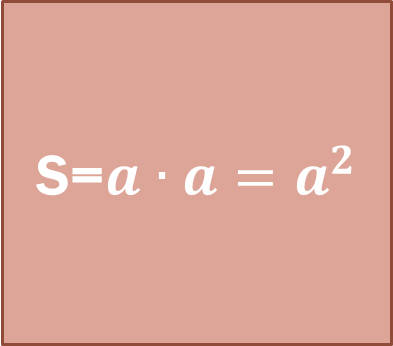 S=a · a = a²